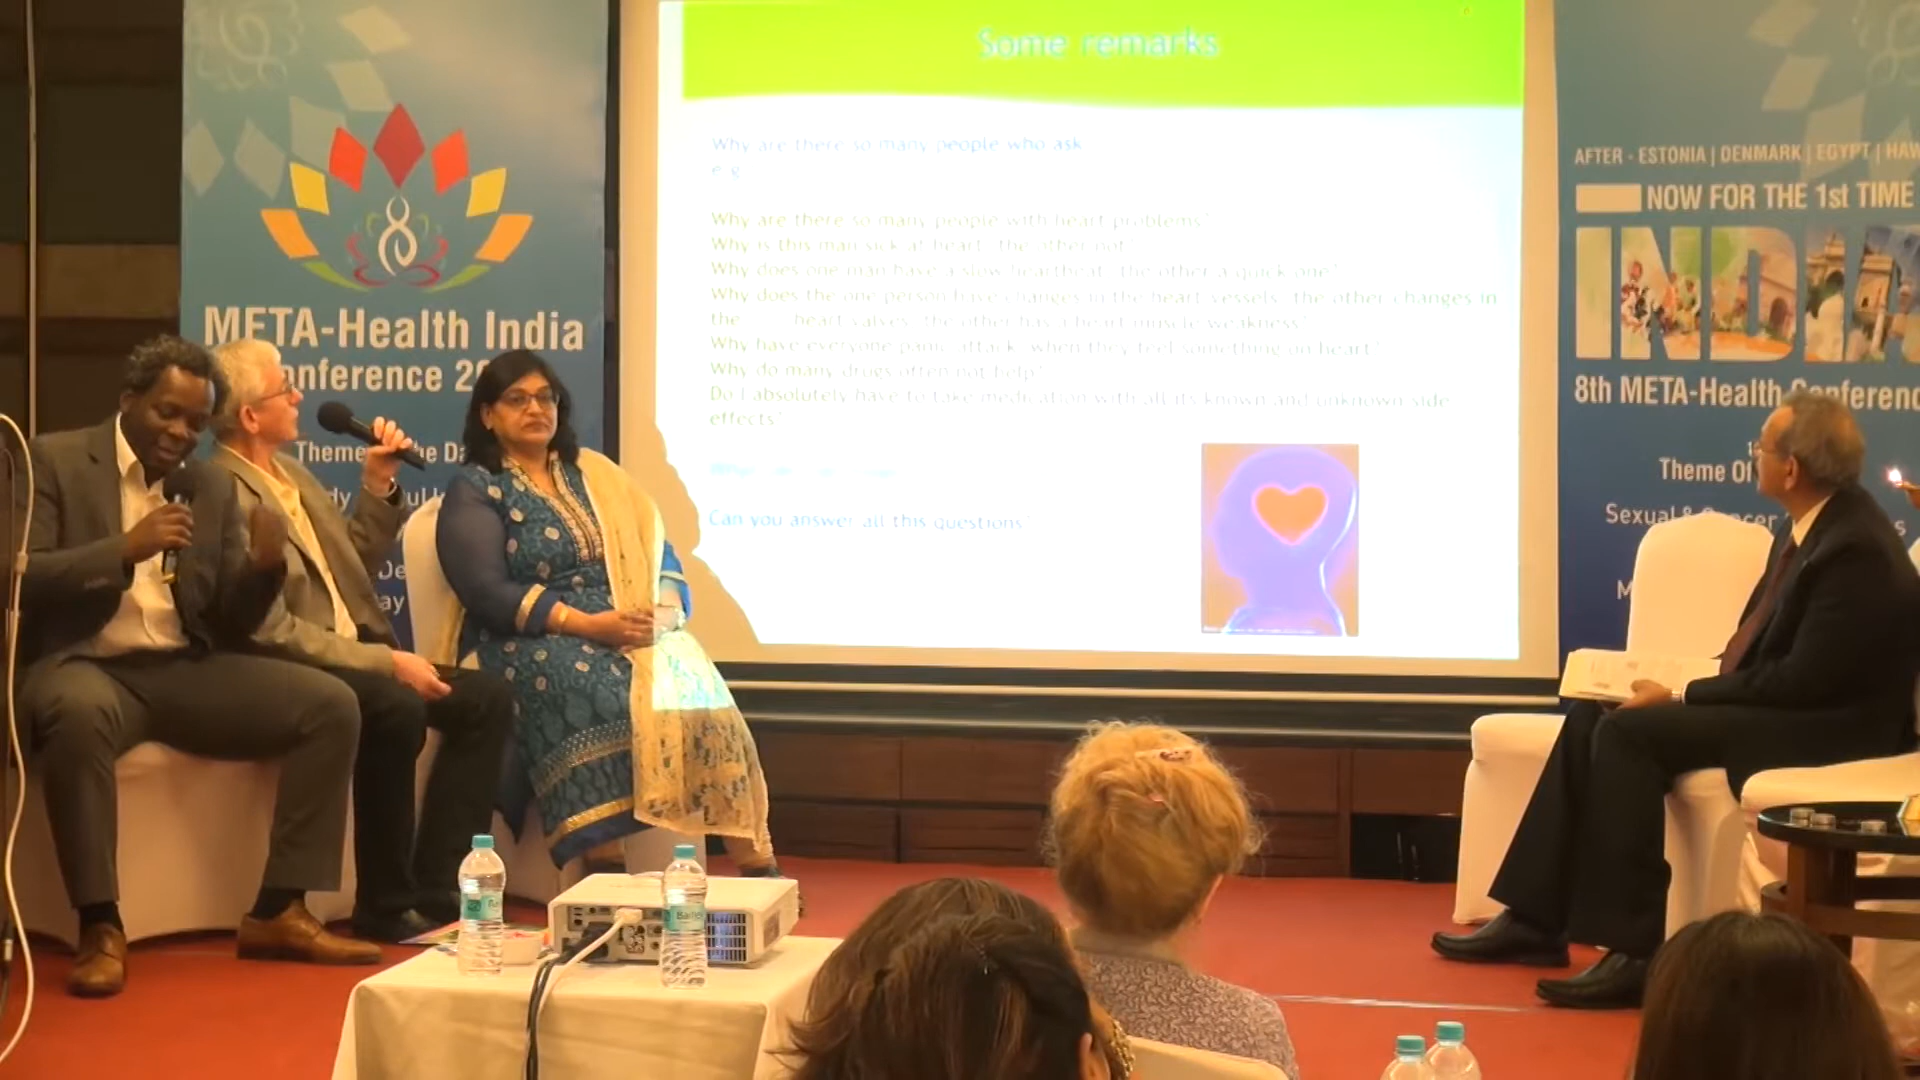 META-Health India
Conference 2
Theme
he Da
Some remarks
Why are there so many people who ask
e.g.
Why are there so many people with heart problems?
Why is this man sick at heart, the other not?
Why does one man have a slow heartbeat, the other a quick one?
Why does the one person have changes in the heart vessels, the other changes in
the heart valves, the other has a heart muscle weakness?
Why have everyone panic attack, when they feel something on heart?
Why do many drugs often not help?
Do I absolutely have to take medication with all its known and unknown side
effects?
Can you answer all this questions?
AFTER - ESTONIA | DENMARK | EGYPT | HAW
NOW FOR THE 1st TIME
INDIA
8th META-Health Conferenc
Theme Of
Sexual &